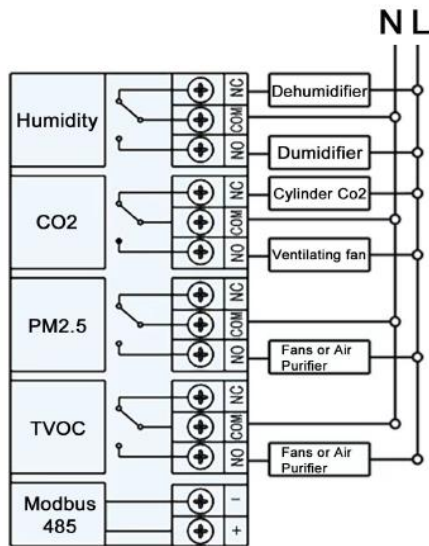 N L
Humidity
NC
COM
NO
Dehumidifier
Dumidifier
CO2
NC
COM
NO
Cylinder Co2
Ventilating fan
PM2.5
NC
COM
NO
Fans or Air
Purifier
TVOC
NC
COM
NO
Fans or Air
Purifier
Modbus
485
-
+